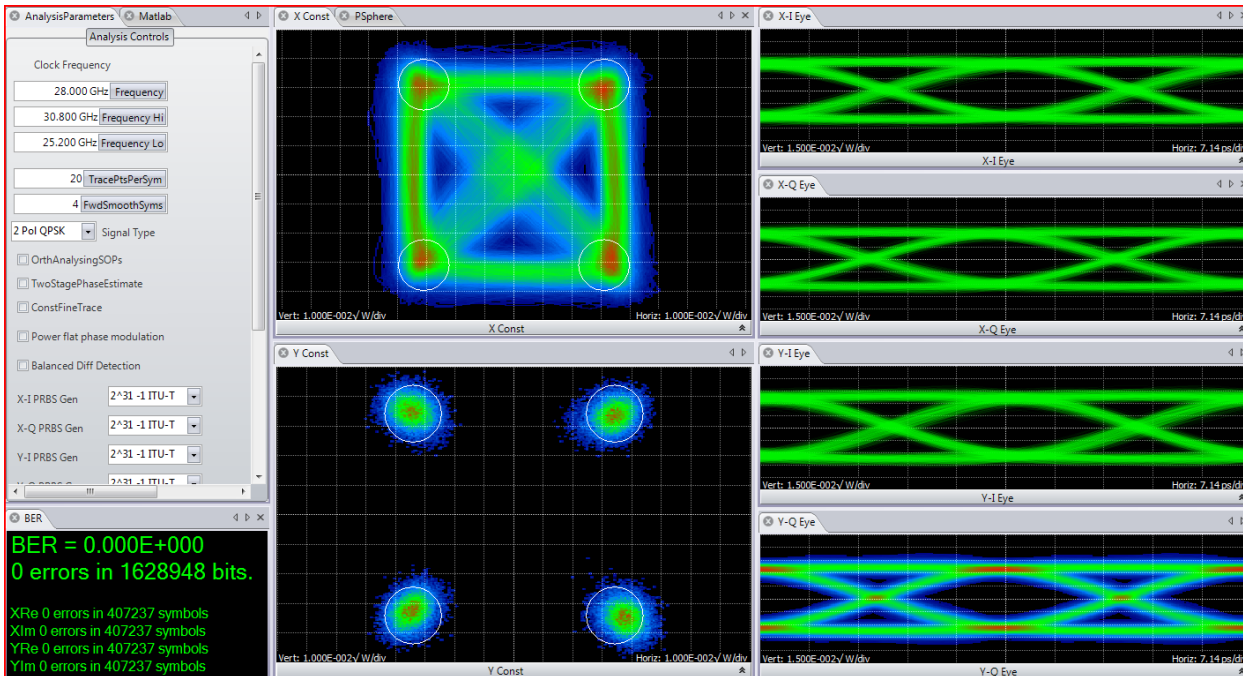 AnalysisParameters
Matlab
Analysis Controls
Clock Frequency
28.000 GHz Frequency
30.800 GHz Frequency Hi
25.200 GHz Frequency Lo
20 TracePtsPerSym
4 FwdSmoothSyms
2 Pol QPSK Signal Type
OrthAnalysingSOPs
TwoStagePhaseEstimate
ConstFineTrace
Power flat phase modulation
Balanced Diff Detection
X-I PRBS Gen 2^31 -1 ITU-T
X-Q PRBS Gen 2^31 -1 ITU-T
Y-I PRBS Gen 2^31 -1 ITU-T
2^31 -1 ITU-T
BER
BER = 0.000E+000
0 errors in 1628948 bits.
XRe 0 errors in 407237 symbols
XIm 0 errors in 407237 symbols
YRe 0 errors in 407237 symbols
YIm 0 errors in 407237 symbols
X Const
PSphere
Vert: 1.000E-002√ W/div
Horiz: 1.000E-002√ W/div
X Const
Y Const
Vert: 1.000E-002√ W/div
Horiz: 1.000E-002√ W/div
Y Const
X-I Eye
Vert: 1.500E-002√ W/div
Horiz: 7.14 ps/div
X-I Eye
X-Q Eye
Vert: 1.500E-002√ W/div
Horiz: 7.14 ps/div
X-Q Eye
Y-I Eye
Vert: 1.500E-002√ W/div
Horiz: 7.14 ps/div
Y-I Eye
Y-Q Eye
Vert: 1.500E-002√ W/div
Horiz: 7.14 ps/div
Y-Q Eye